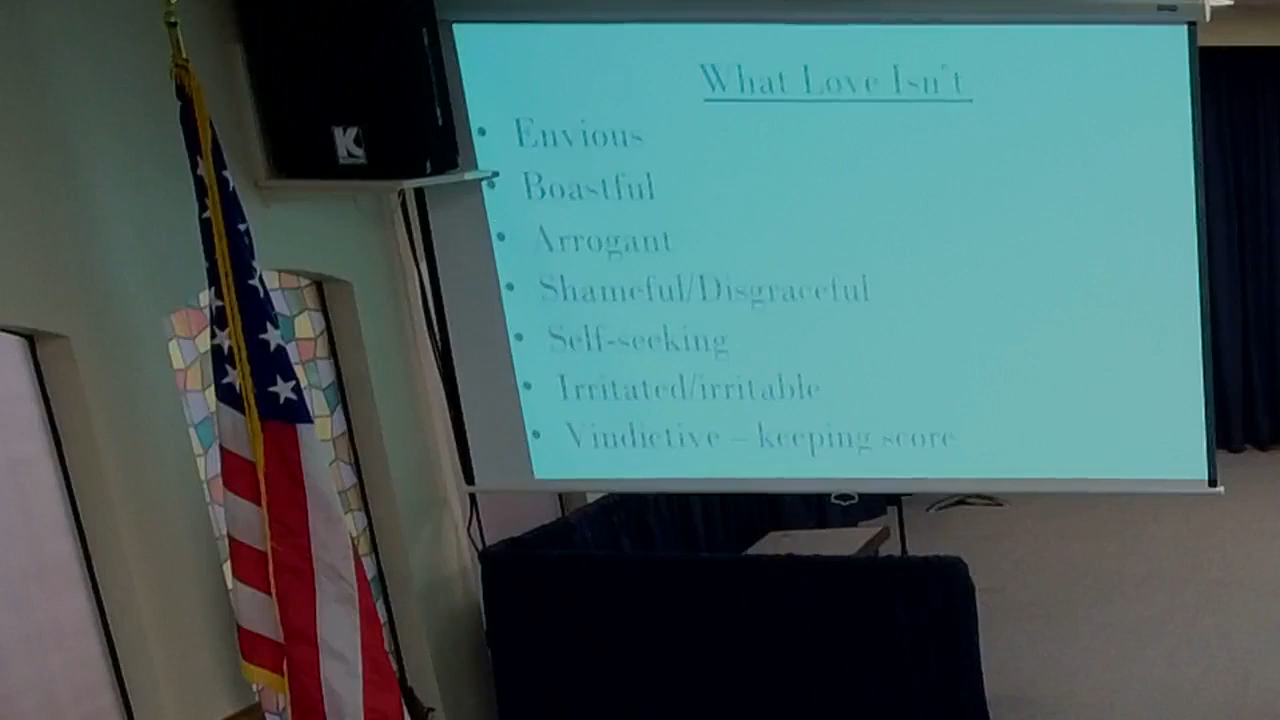 K
What Love Isn't
• Envious
• Boastful
• Arrogant
• Shameful/Disgraceful
• Self-seeking
• Irritated/irritable
• Vindictive – keeping score